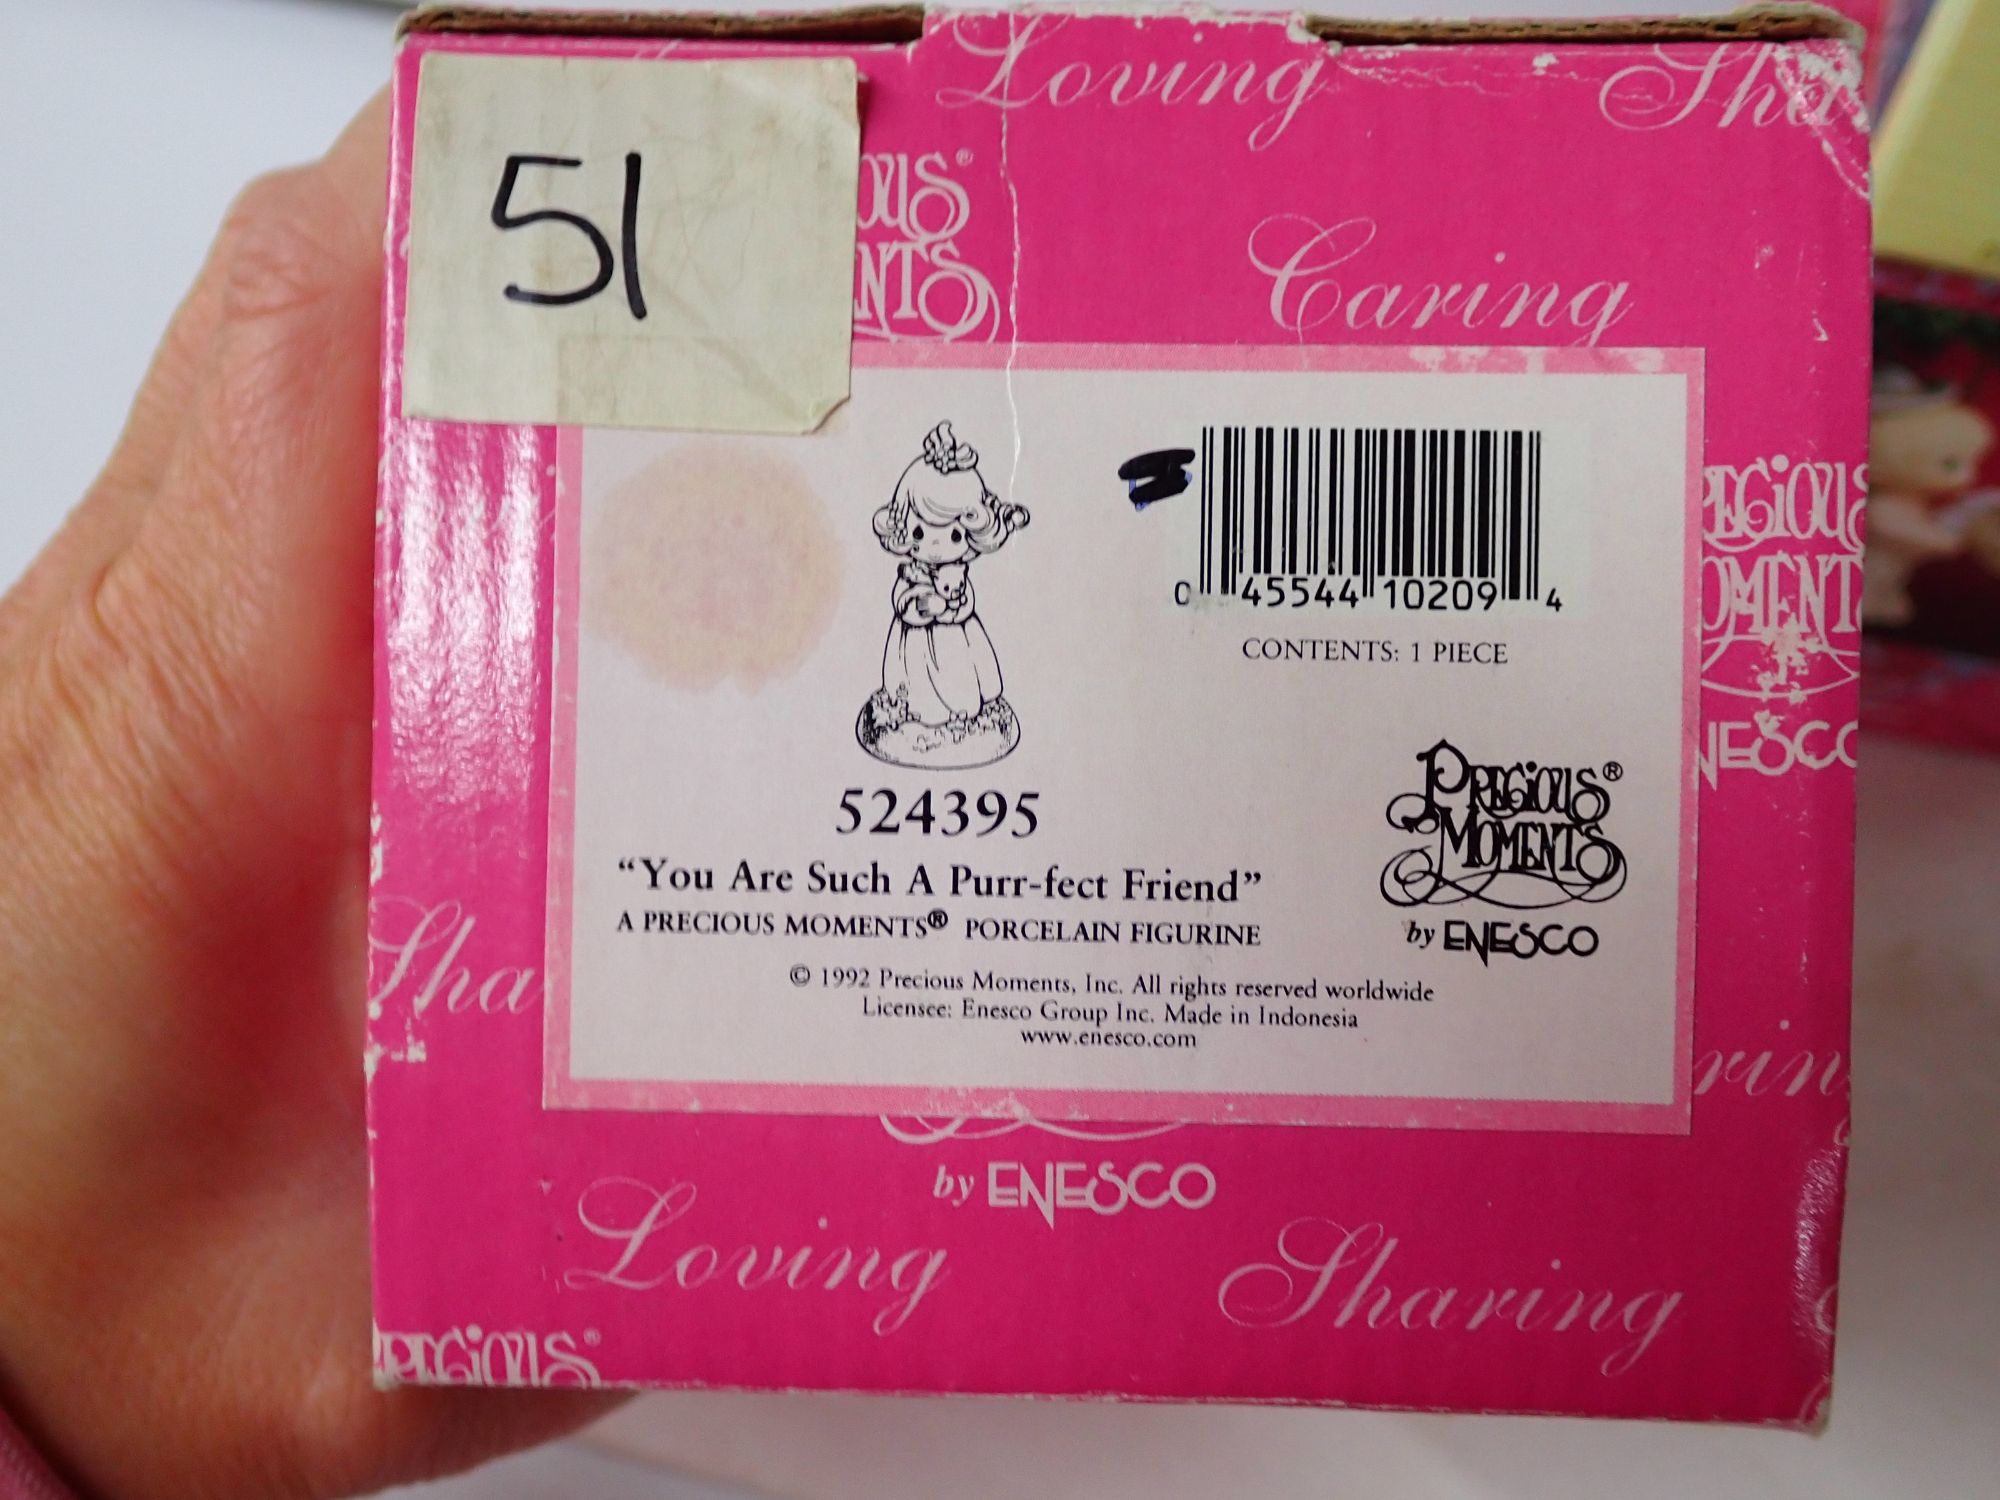 Loving
51
Caring
0 45544 10209 4
CONTENTS: 1 PIECE
PRECIOUS®
MOMENTS
by ENESCO
524395
"You Are Such A Purr-fect Friend"
A PRECIOUS MOMENTS® PORCELAIN FIGURINE
© 1992 Precious Moments, Inc. All rights reserved worldwide
Licensee: Enesco Group Inc. Made in Indonesia
www.enesco.com
by ENESCO
Loving
Sharing
PRECIOUS®